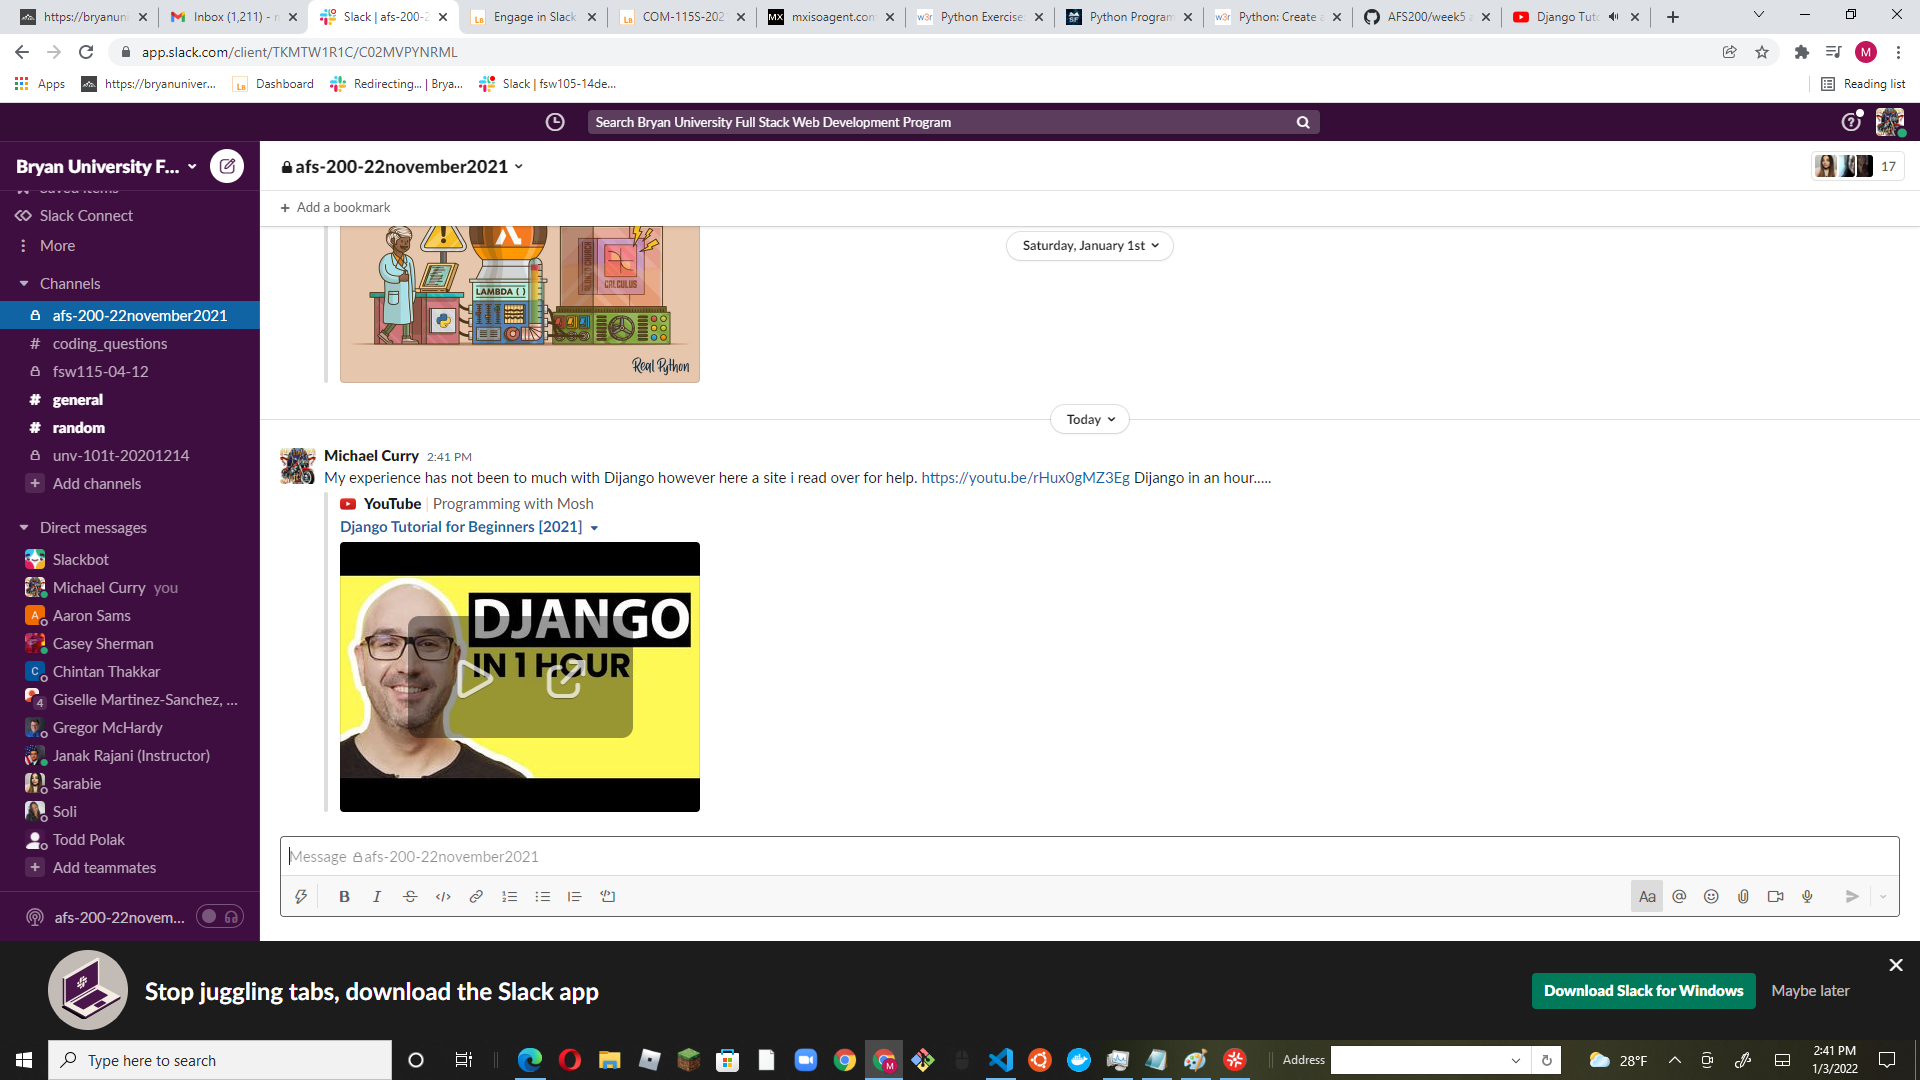 https://bryanuni
Inbox (1,211) - 
Slack | afs-200-2
Engage in Slack
COM-115S-202
mxisoagent.com
Python Exercise
Python Program
Python: Create a
AFS200/week5 a
Django Tuto
app.slack.com/client/TKMTW1R1C/C02MVPYNRML
M
Apps
https://bryanuniver...
Dashboard
Redirecting... | Brya...
Slack | fsw105-14de...
Reading list
Search Bryan University Full Stack Web Development Program
Bryan University F...
Saved items
Slack Connect
More
Channels
afs-200-22november2021
# coding_questions
fsw115-04-12
# general
# random
unv-101t-20201214
+ Add channels
Direct messages
Slackbot
Michael Curry you
A Aaron Sams
Casey Sherman
C Chintan Thakkar
4 Giselle Martinez-Sanchez, ...
Gregor McHardy
Janak Rajani (Instructor)
Sarabie
Soli
Todd Polak
+ Add teammates
afs-200-22novem...
afs-200-22november2021
17
+ Add a bookmark
Saturday, January 1st
LAMBDA ( )
ALONZO CHURCH
CALCULUS
Real Python
Today
Michael Curry 2:41 PM
My experience has not been to much with Dijango however here a site i read over for help. https://youtu.be/rHux0gMZ3Eg Dijango in an hour.....
YouTube Programming with Mosh
Django Tutorial for Beginners [2021]
DJANGO
IN 1 HOUR
Message afs-200-22november2021
B I S </> Aa @
Stop juggling tabs, download the Slack app
Download Slack for Windows
Maybe later
Type here to search
Address
28°F
2:41 PM
1/3/2022